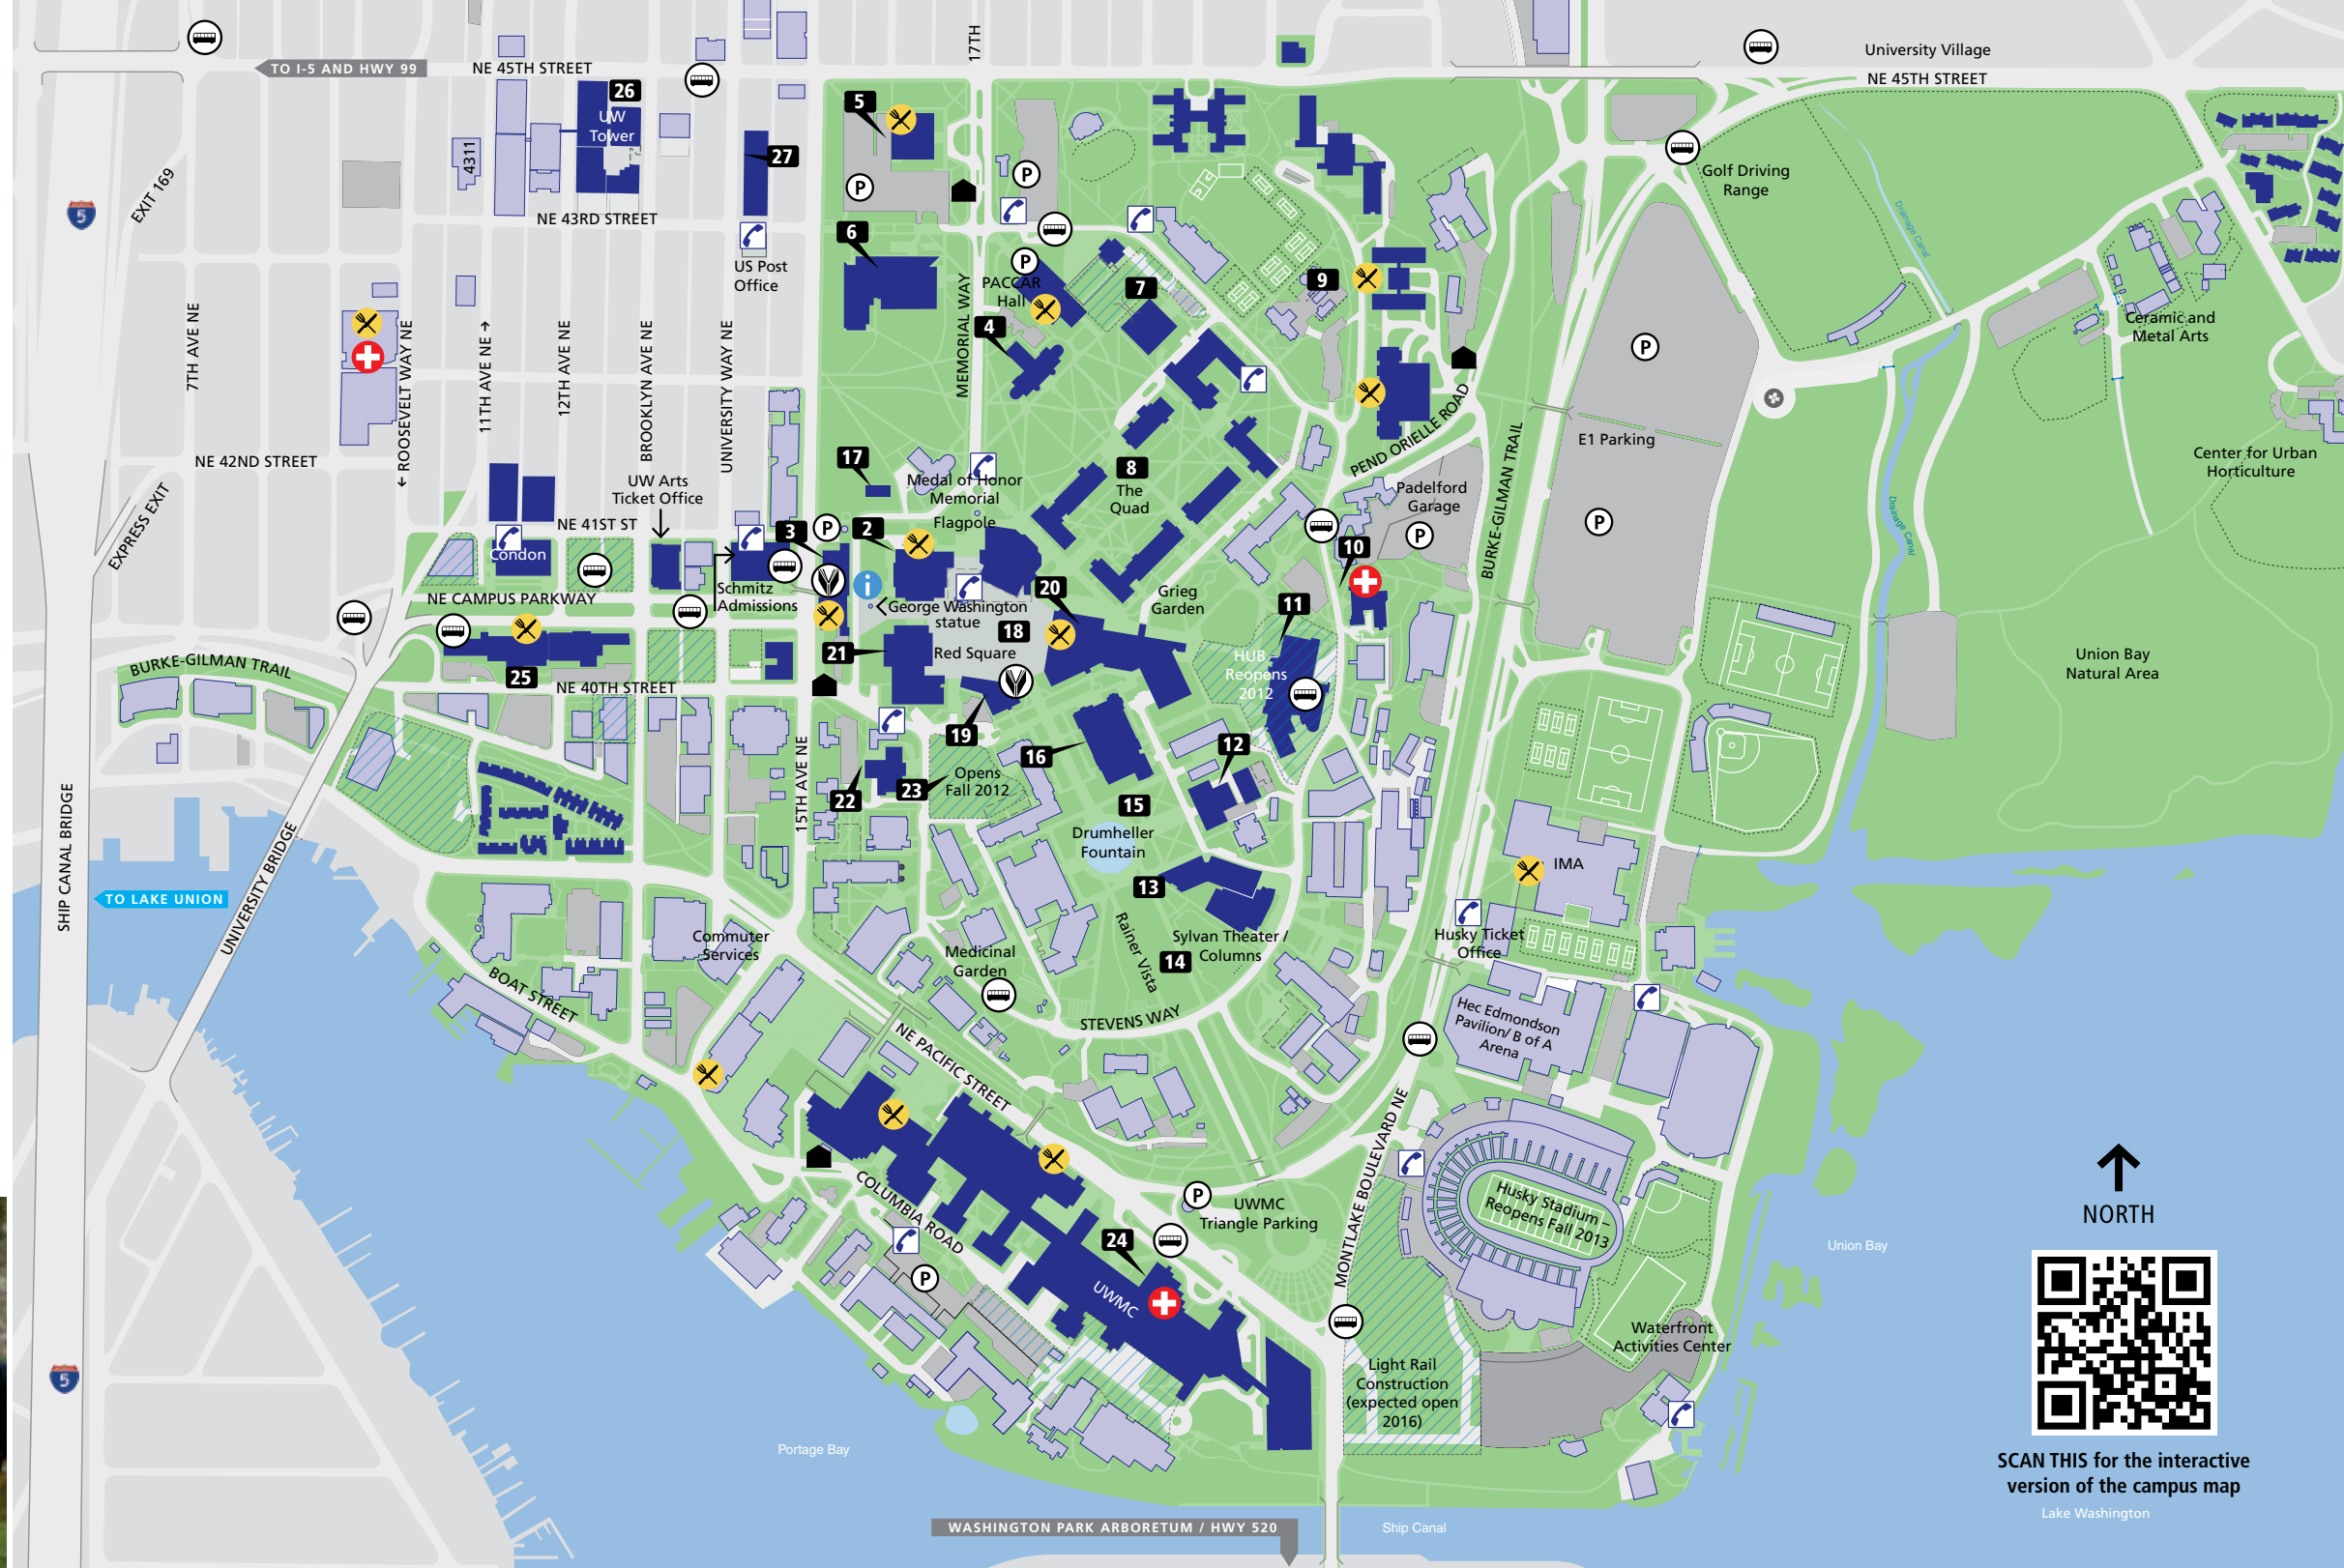 University Village
NE 45TH STREET
TO I-5 AND HWY 99
NE 45TH STREET
17TH
26
UW
Tower
5
27
4311
P
P
EXIT 169
5
Golf Driving
Range
Drainage Canal
NE 43RD STREET
6
US Post
Office
P
PACCAR
Hall
7
9
4
MEMORIAL WAY
7TH AVE NE
ROOSEVELT WAY NE
11TH AVE NE
12TH AVE NE
BROOKLYN AVE NE
UNIVERSITY WAY NE
Ceramic and
Metal Arts
P
PEND ORIELLE ROAD
E1 Parking
NE 42ND STREET
17
8
The
Quad
Medal of Honor
Memorial
Center for Urban
Horticulture
UW Arts
Ticket Office
Padelford
Garage
BURKE-GILMAN TRAIL
EXPRESS EXIT
NE 41ST ST
3
P
2
Flagpole
P
P
Drainage Canal
London
10
i
Schmitz
Admissions
NE CAMPUS PARKWAY
George Washington
statue
20
Grieg
Garden
11
18
21
Red Square
HUB -
Reopens
2012
Union Bay
Natural Area
BURKE-GILMAN TRAIL
25
NE 40TH STREET
19
16
12
15TH AVE NE
22
23
Opens
Fall 2012
15
Drumheller
Fountain
SHIP CANAL BRIDGE
UNIVERSITY BRIDGE
TO LAKE UNION
13
IMA
Commuter
Services
Medicinal
Garden
Rainer Vista
Sylvan Theater /
Columns
14
Husky Ticket
Office
BOAT STREET
STEVENS WAY
NE PACIFIC STREET
Hec Edmondson
Pavilion/ B of A
Arena
MONTLAKE BOULEVARD NE
COLUMBIA ROAD
P
UWMC
Triangle Parking
Husky Stadium –
Reopens Fall 2013
NORTH
24
P
UWMC
Union Bay
5
Waterfront
Activities Center
Light Rail
Construction
(expected open
2016)
Portage Bay
SCAN THIS for the interactive
version of the campus map
Lake Washington
WASHINGTON PARK ARBORETUM / HWY 520
Ship Canal